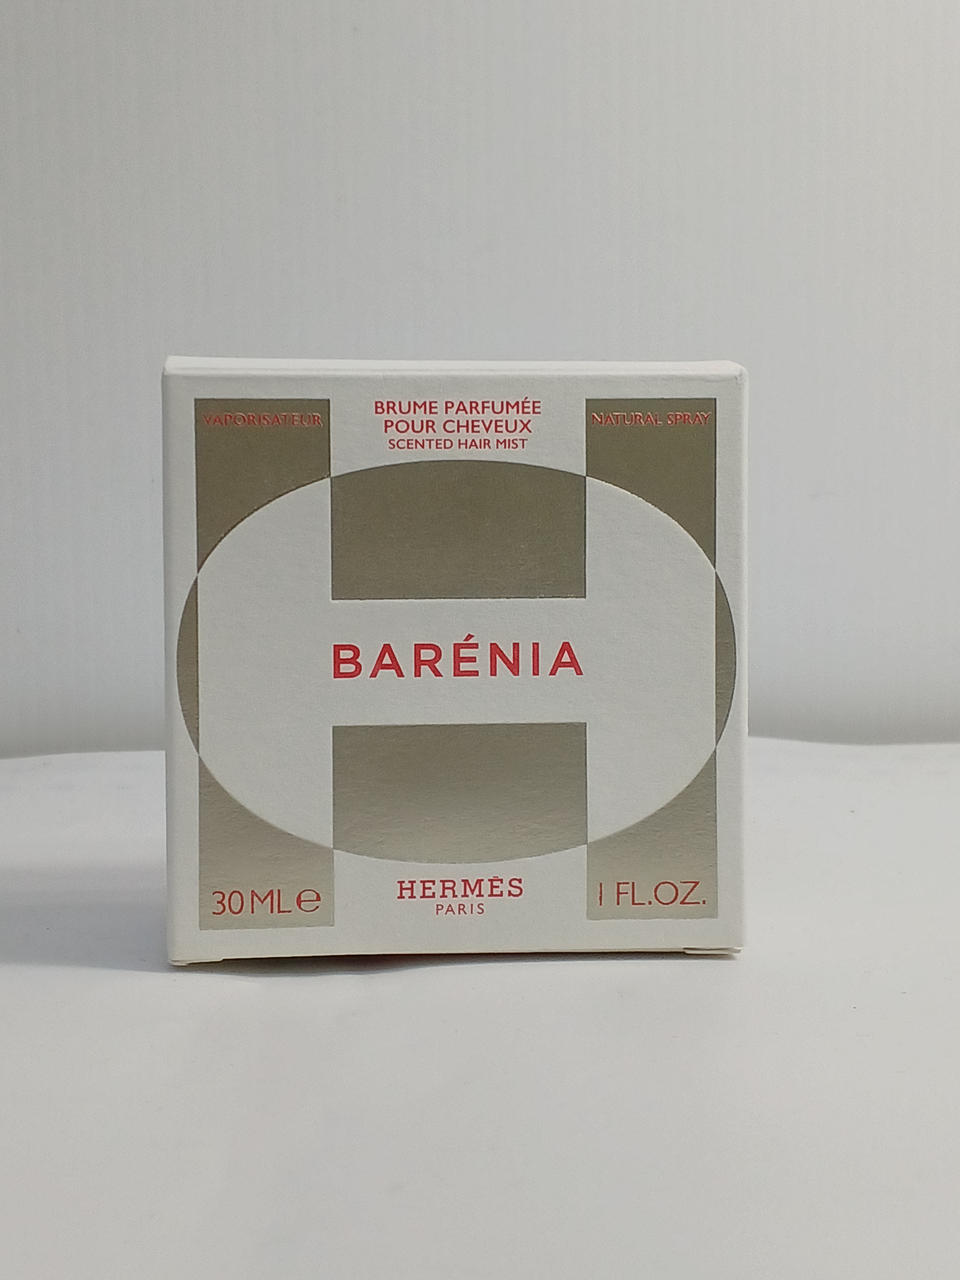 VAPORISATEUR
BRUME PARFUMÉE
POUR CHEVEUX
SCENTED HAIR MIST
NATURAL SPRAY
BARÉNIA
30 ML e
HERMÈS
PARIS
1 FL.OZ.